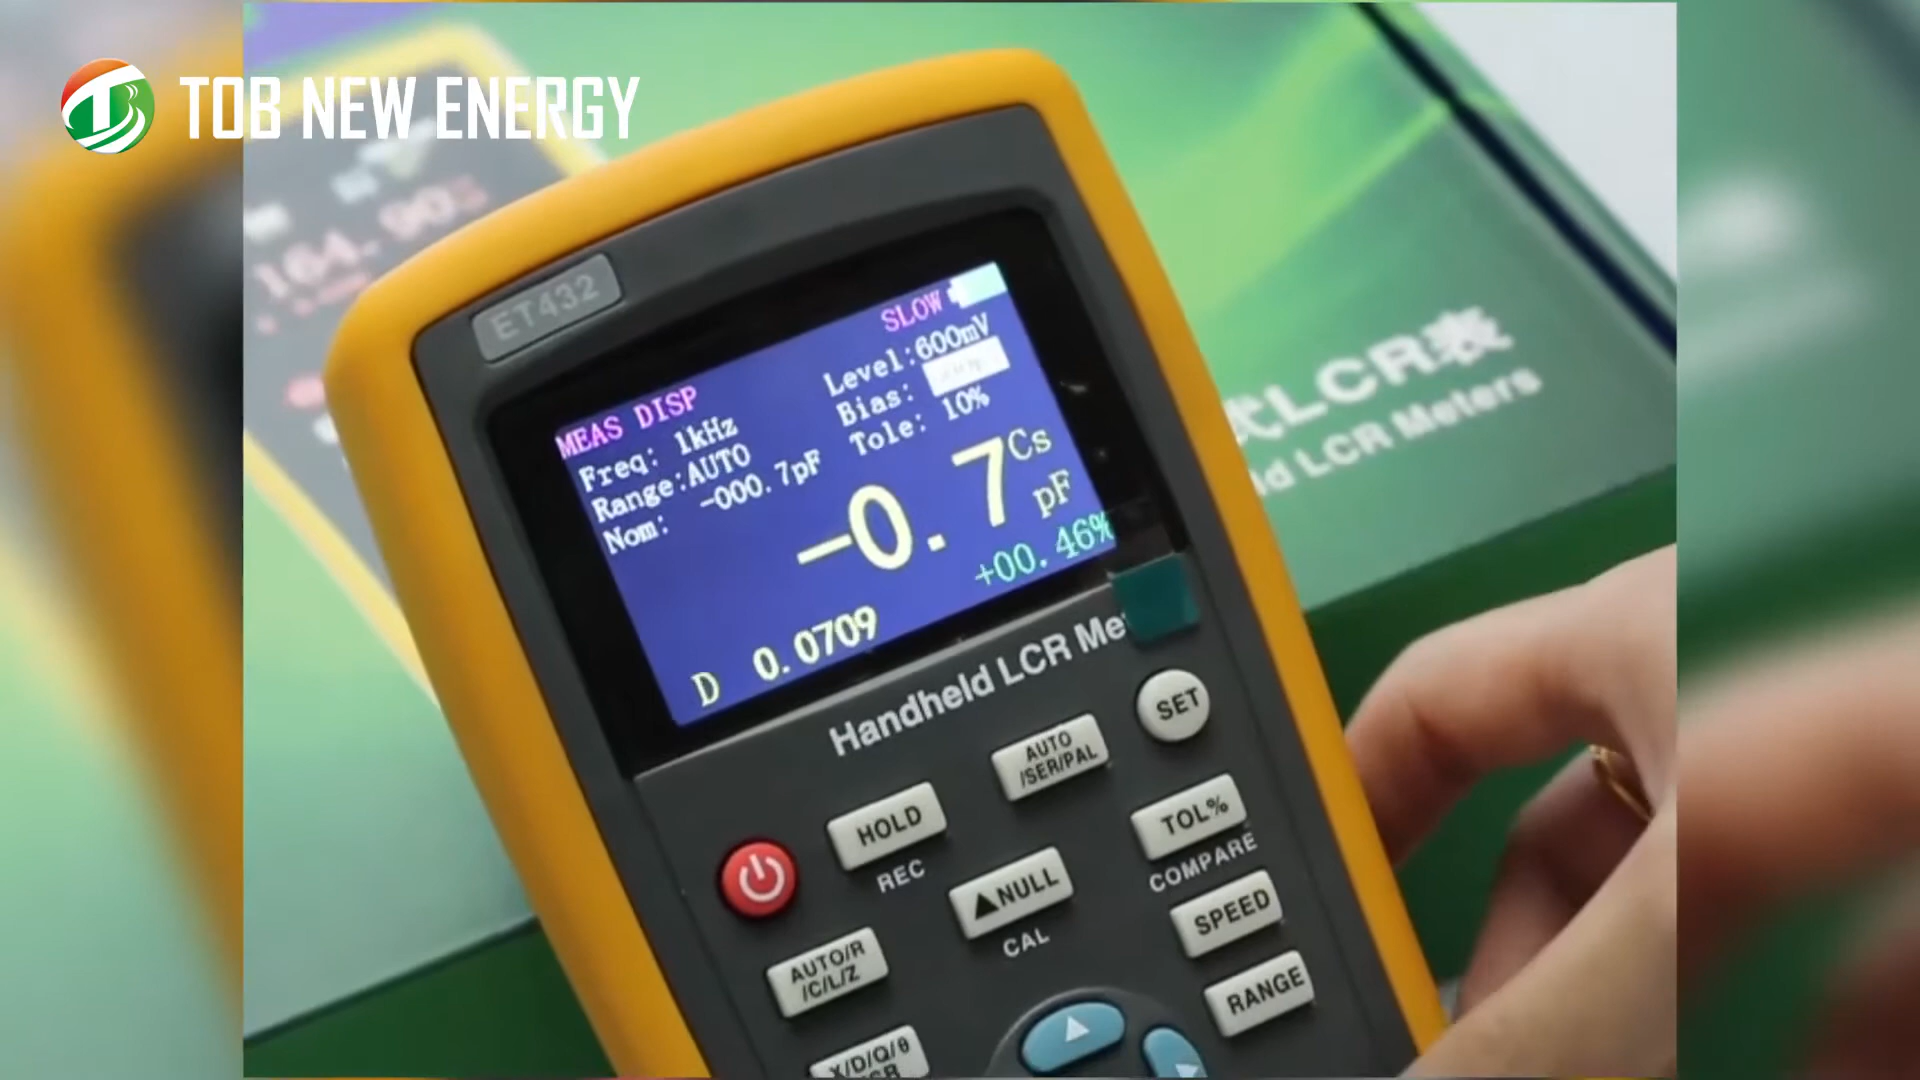 TOB NEW ENERGY
164.90
ET432
SLOW
MEAS DISP
Level:600mV
Freq: 1kHz
Bias:
Range:AUTO
Tole: 10%
Nom: -000.7pF
-0.7
Cs
pF
+00.46%
D 0.0709
LCR表
LCR Meters
Handheld LCR Me
SET
AUTO
/SER/PAL
HOLD
REC
TOL%
COMPARE
▲NULL
CAL
SPEED
AUTO/R
/C/L/Z
RANGE
X/D/Q/θ